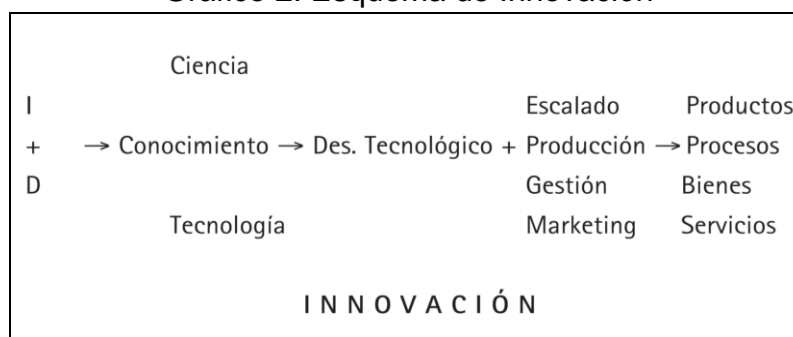 Gráfico 2. Esquema de Innovación
Ciencia
I Escalado Productos
+ → Conocimiento → Des. Tecnológico + Producción → Procesos
D Gestión Bienes
Tecnología Marketing Servicios
INNOVACIÓN